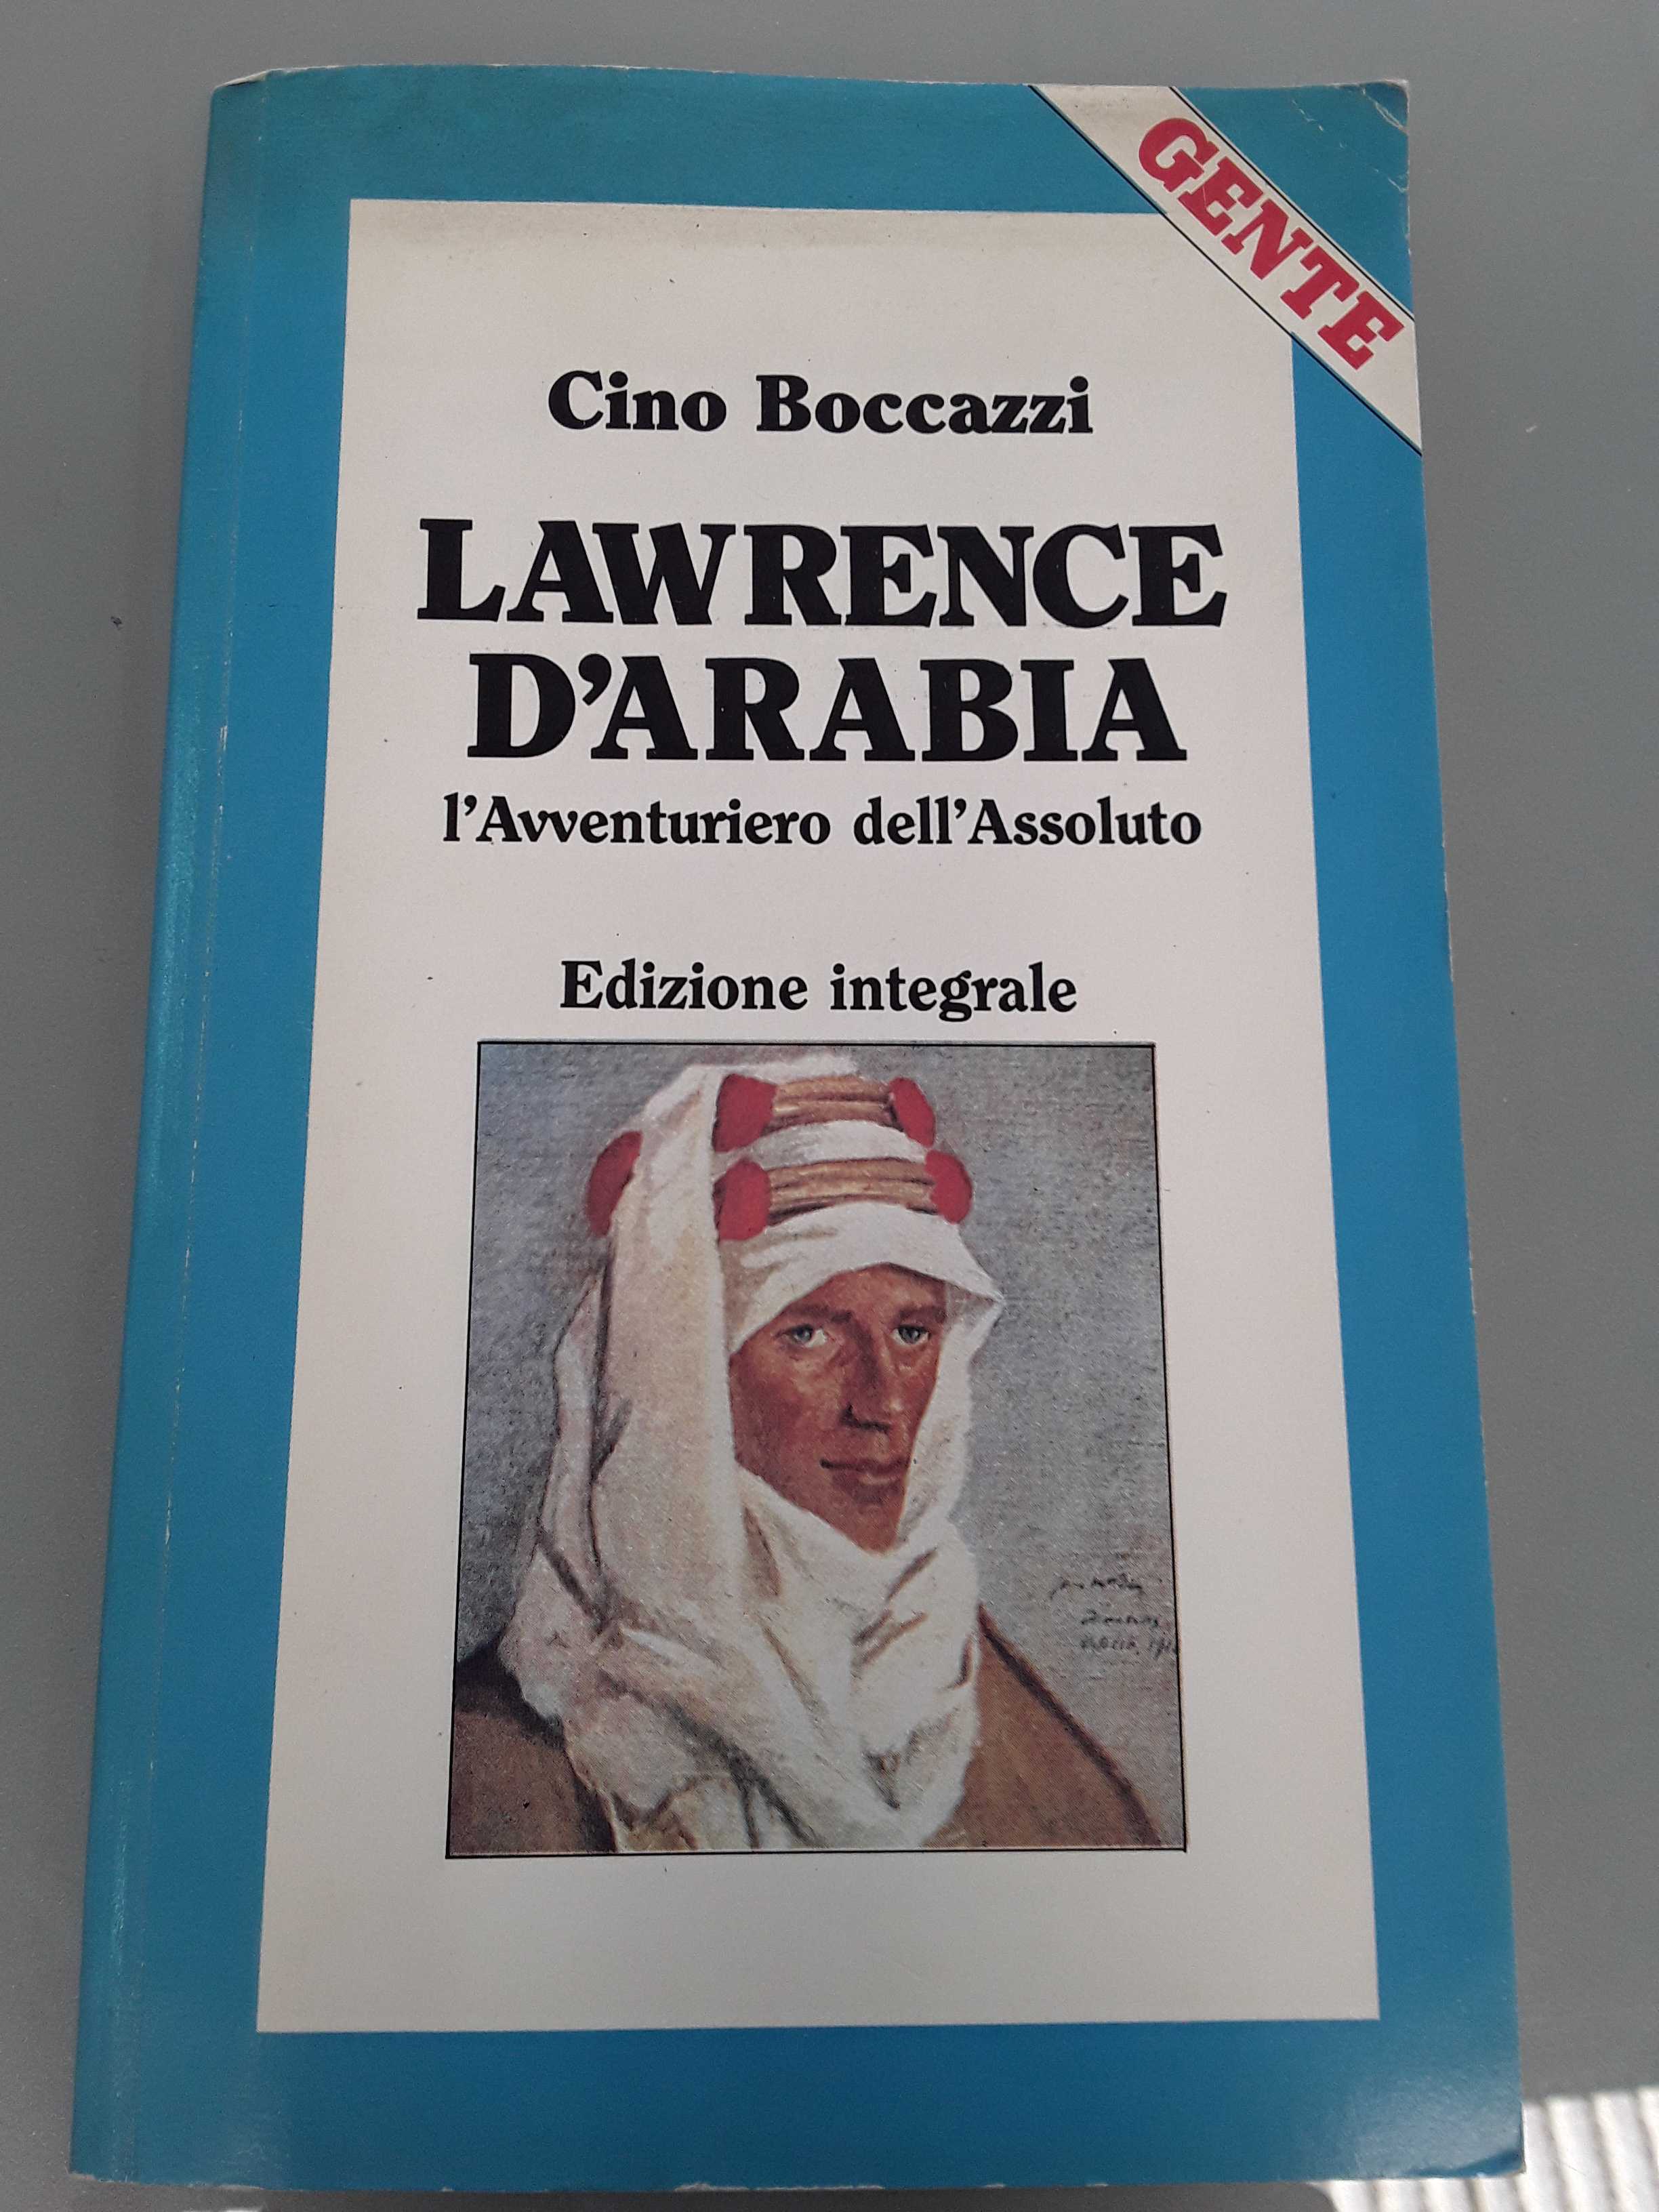 GENTE
Cino Boccazzi
LAWRENCE
D'ARABIA
l'Avventuriero dell'Assoluto
Edizione integrale